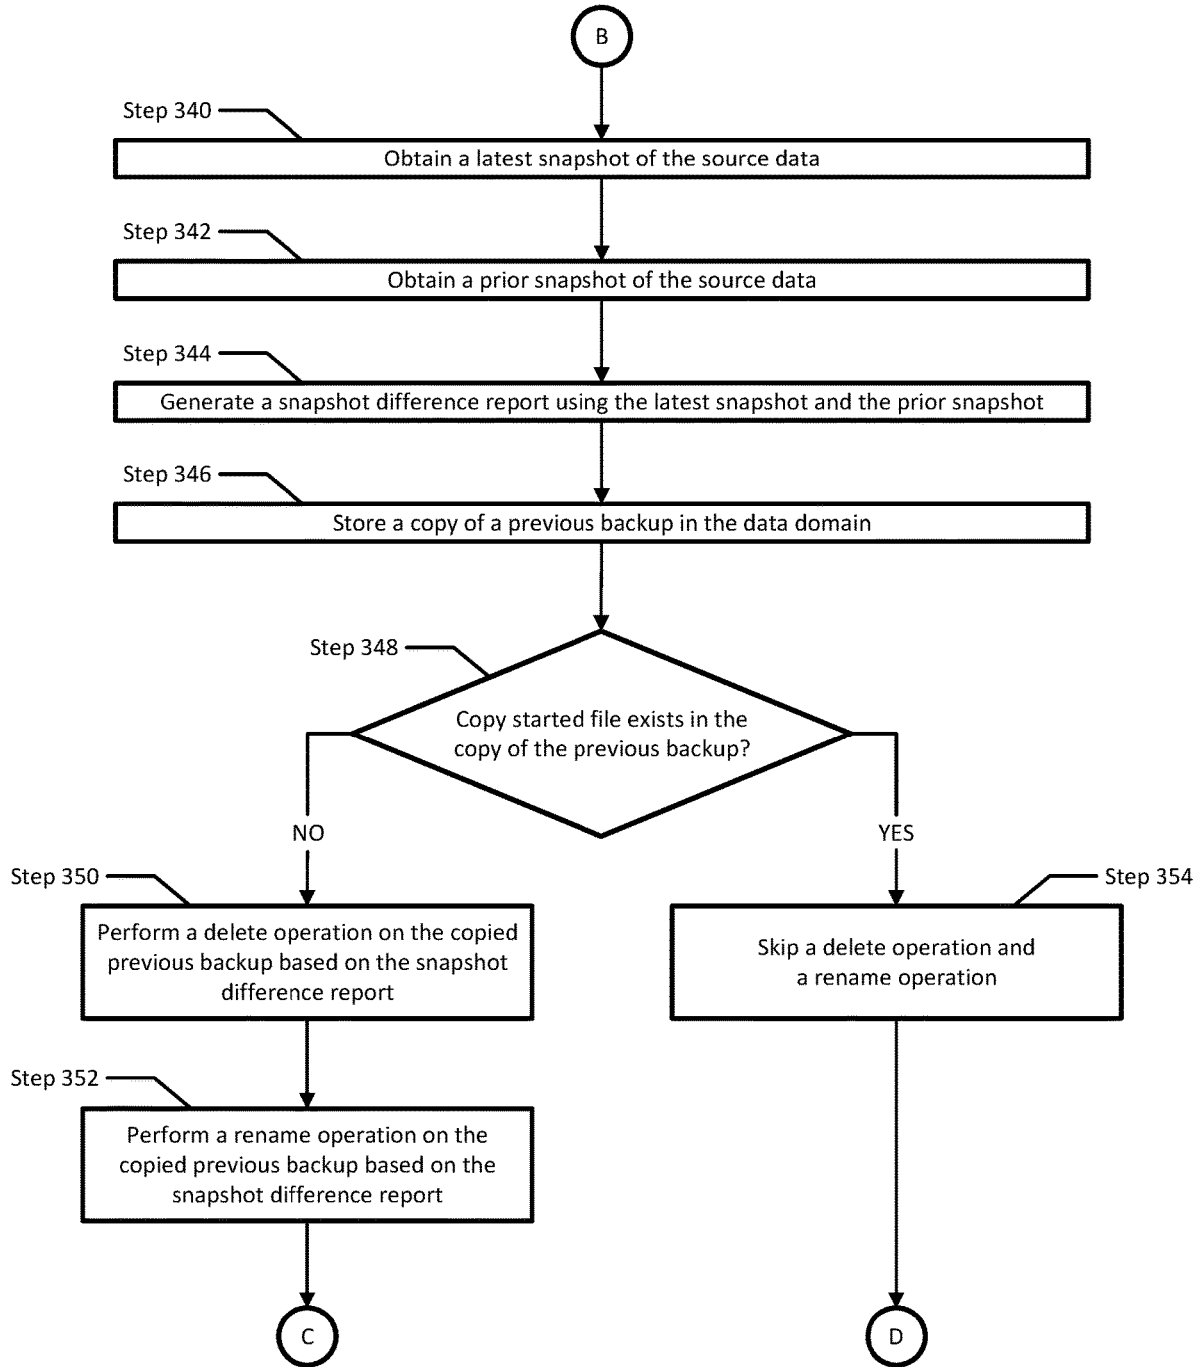 B
Step 340
Obtain a latest snapshot of the source data
Step 342
Obtain a prior snapshot of the source data
Step 344
Generate a snapshot difference report using the latest snapshot and the prior snapshot
Step 346
Store a copy of a previous backup in the data domain
Step 348
Copy started file exists in the
copy of the previous backup?
NO
YES
Step 350
Perform a delete operation on the copied
previous backup based on the snapshot
difference report
Step 354
Skip a delete operation and
a rename operation
Step 352
Perform a rename operation on the
copied previous backup based on the
snapshot difference report
C
D